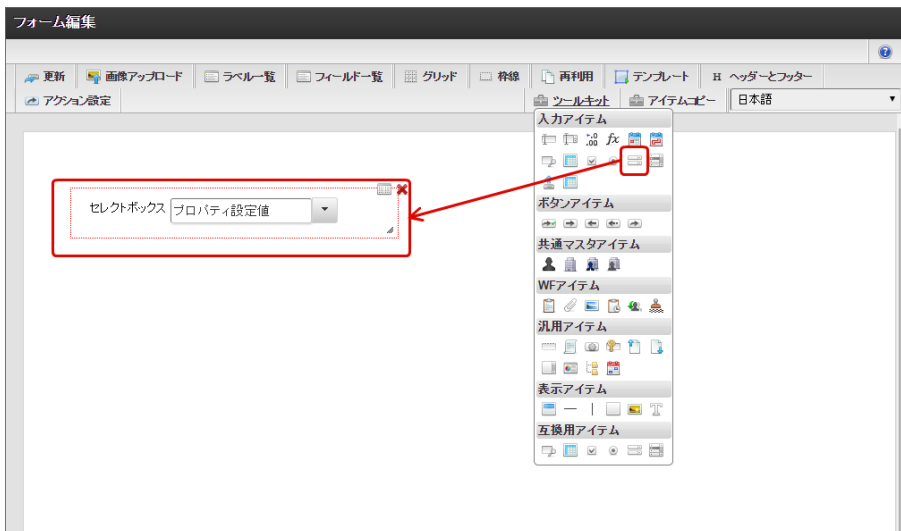 フォーム編集
更新 画像アップロード ラベル一覧 フィールド一覧 グリッド 枠線 再利用 テンプレート H ヘッダーとフッター
アクション設定 ツールキット アイテムコピー 日本語
入力アイテム
.00 fx
セレクトボックス プロパティ設定値
ボタンアイテム
共通マスタアイテム
WFアイテム
汎用アイテム
表示アイテム
T
互換用アイテム